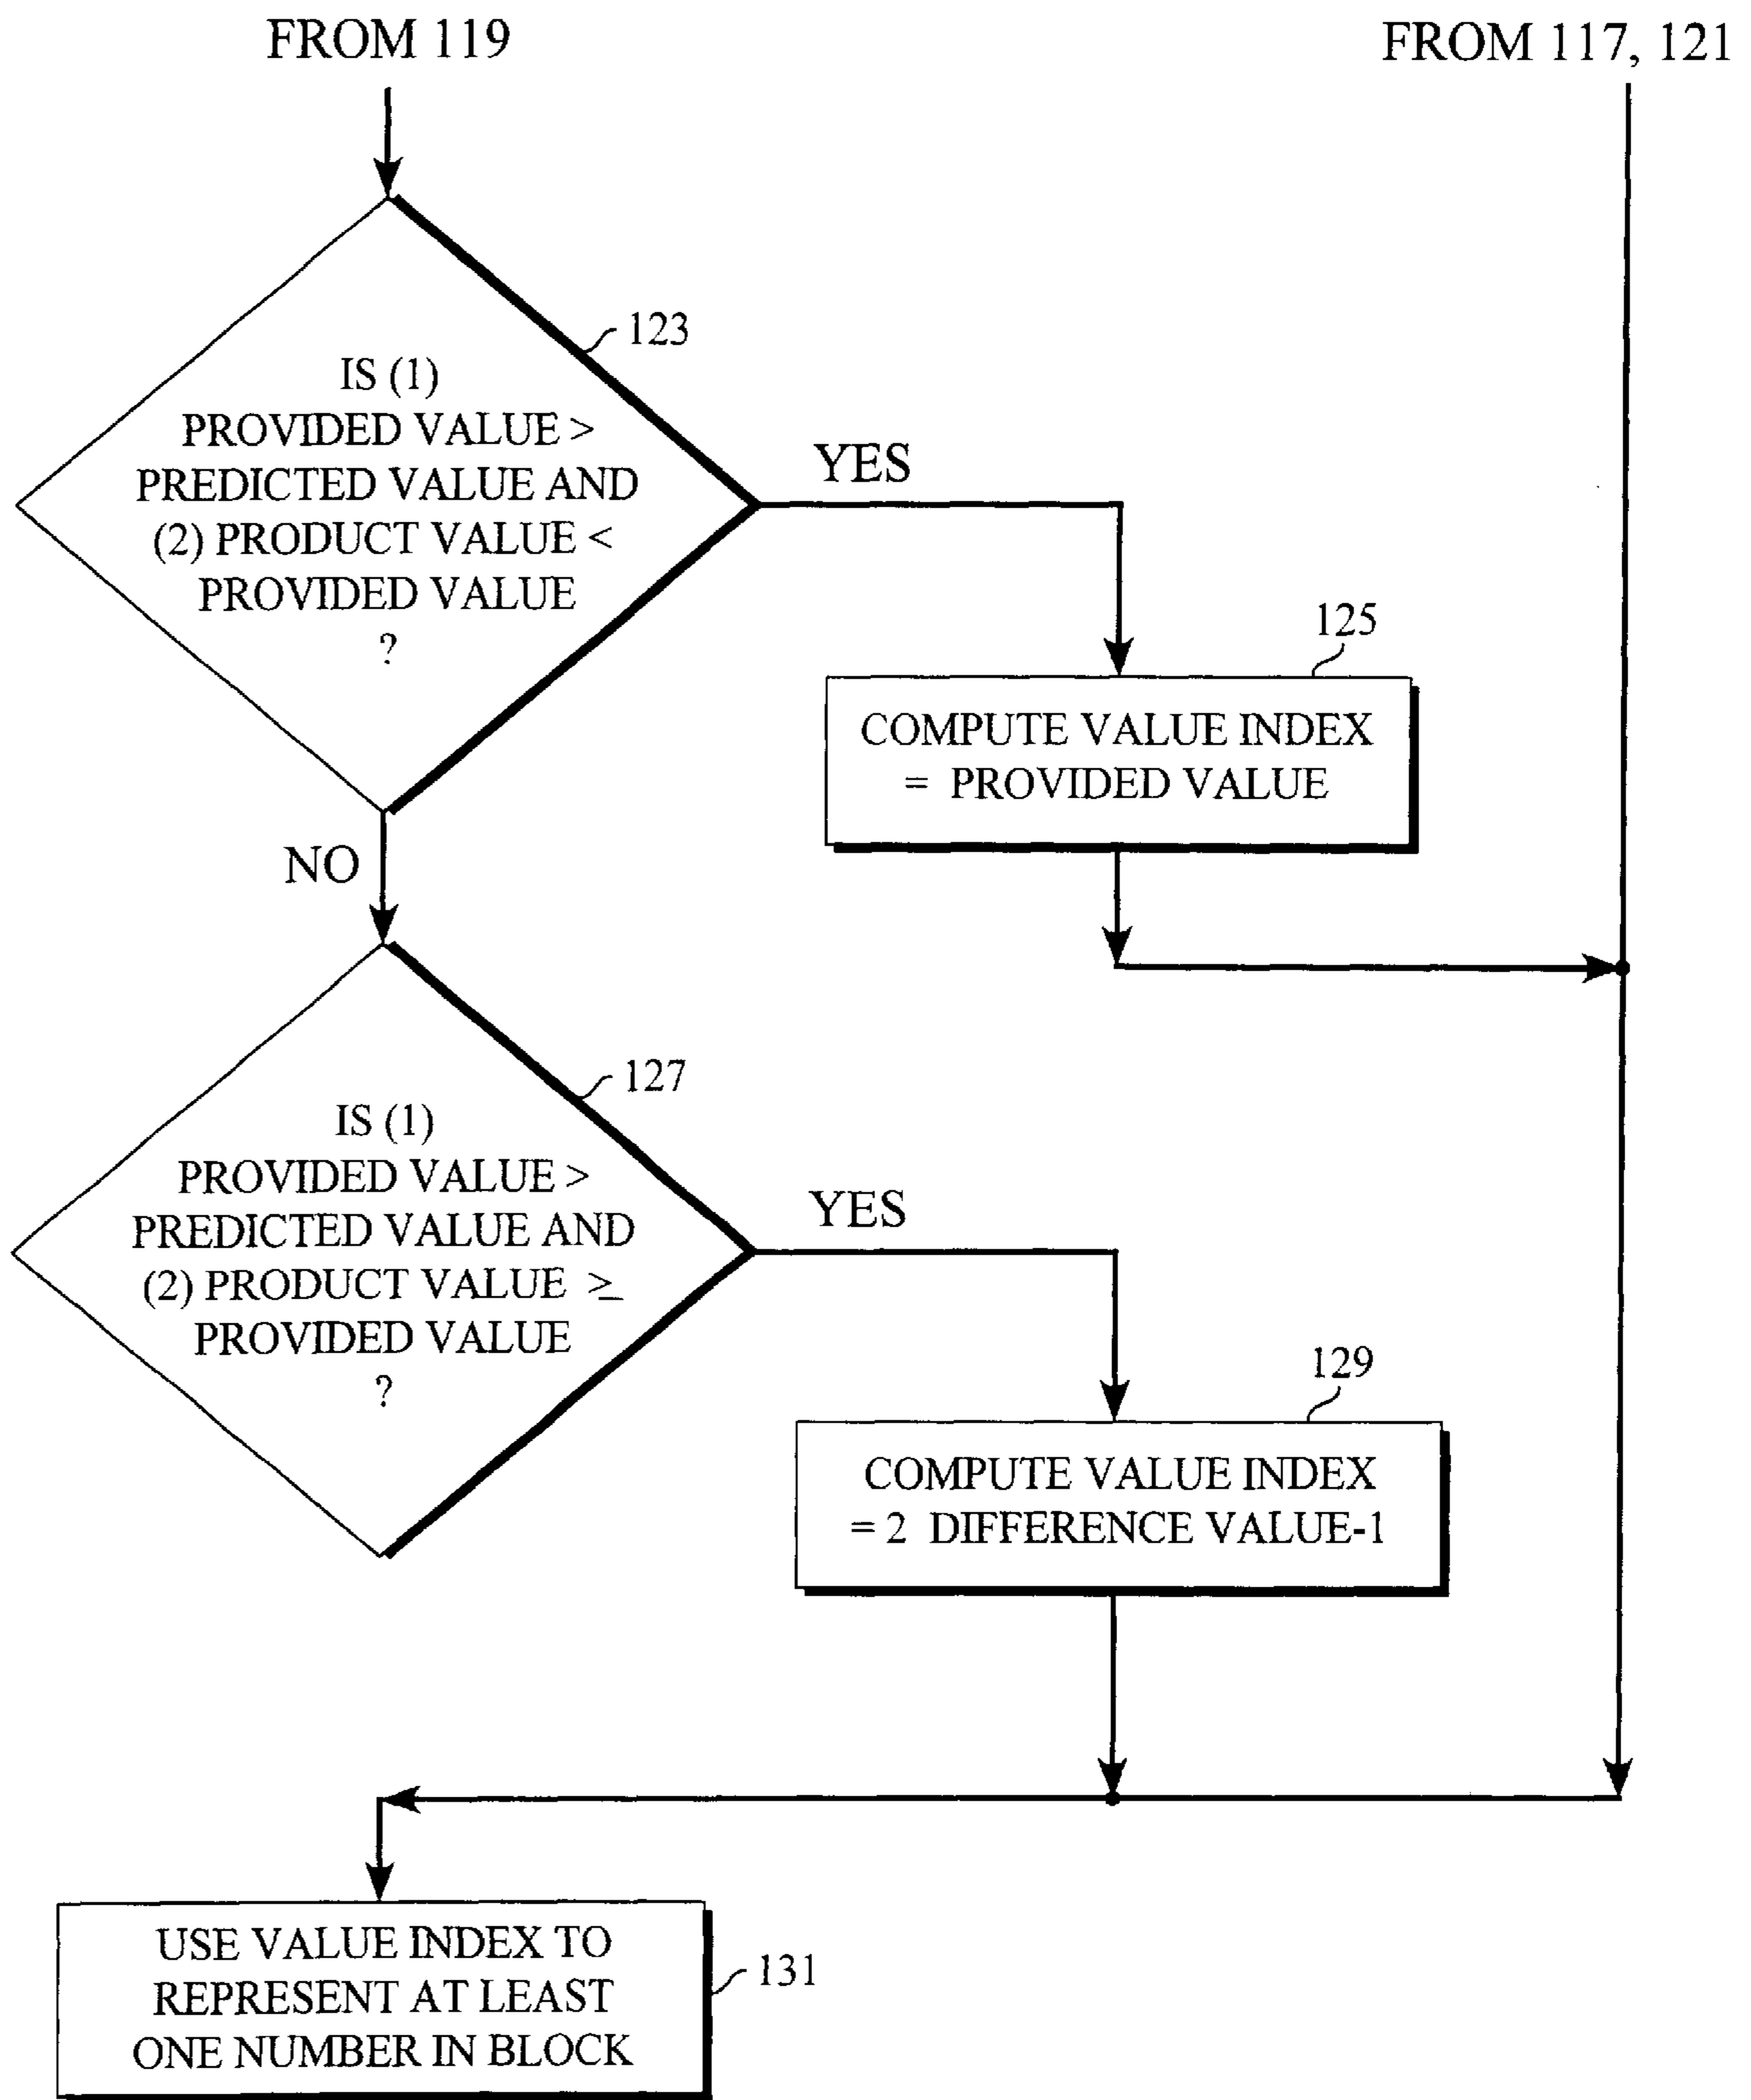 FROM 119
FROM 117, 121
123
IS (1)
PROVIDED VALUE >
PREDICTED VALUE AND
(2) PRODUCT VALUE <
PROVIDED VALUE
?
YES
125
COMPUTE VALUE INDEX
= PROVIDED VALUE
NO
127
IS (1)
PROVIDED VALUE >
PREDICTED VALUE AND
(2) PRODUCT VALUE ≥
PROVIDED VALUE
?
YES
129
COMPUTE VALUE INDEX
= 2 DIFFERENCE VALUE-1
USE VALUE INDEX TO
REPRESENT AT LEAST
ONE NUMBER IN BLOCK
131